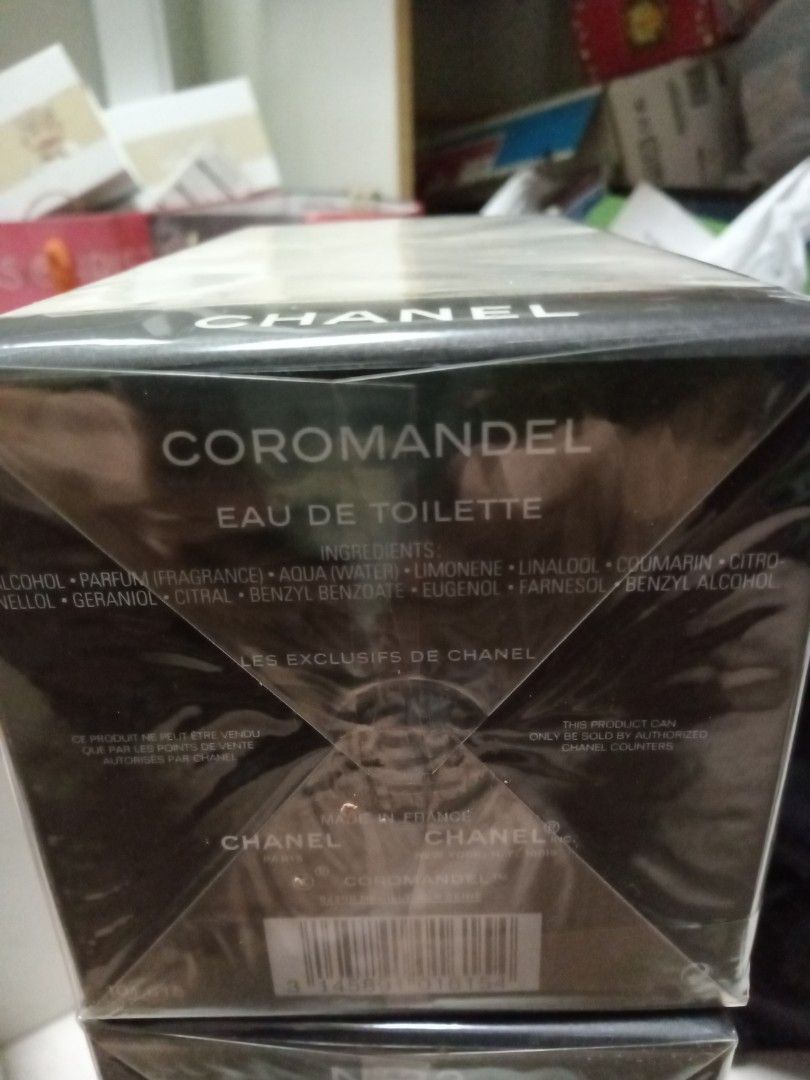 CHANEL
COROMANDEL
EAU DE TOILETTE
INGREDIENTS:
ALCOHOL • PARFUM (FRAGRANCE) • AQUA (WATER) • LIMONENE • LINALOOL • COUMARIN • CITRO-
NELLOL • GERANIOL • CITRAL • BENZYL BENZOATE • EUGENOL • FARNESOL • BENZYL ALCOHOL
LES EXCLUSIFS DE CHANEL
CE PRODUIT NE PEUT ÊTRE VENDU
QUE PAR LES POINTS DE VENTE
AUTORISÉS PAR CHANEL
THIS PRODUCT CAN
ONLY BE SOLD BY AUTHORIZED
CHANEL COUNTERS
MADE IN FRANCE
CHANEL
PARIS
CHANEL® INC.
COROMANDEL™